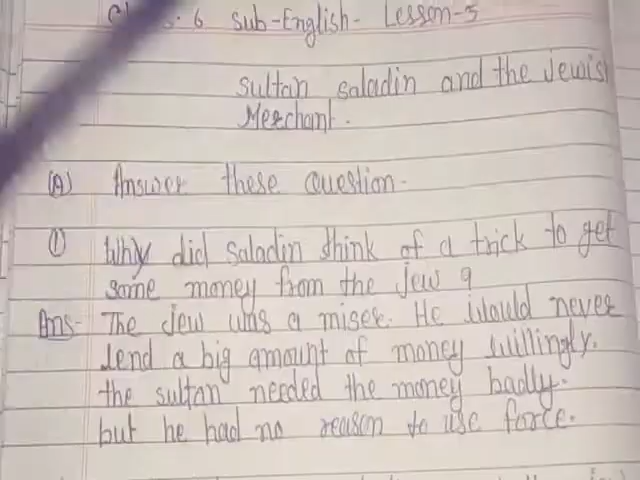 6 Sub-English- Lesson-5
Sultan Saladin and the Jewish
Merchant.
(A) Answer these Question-
(1) Why did Saladin think of a trick to get
some money from the Jew ?
Ans- The Jew was a miser. He would never
lend a big amount of money willingly.
the sultan needed the money badly.
but he had no reason to use force.